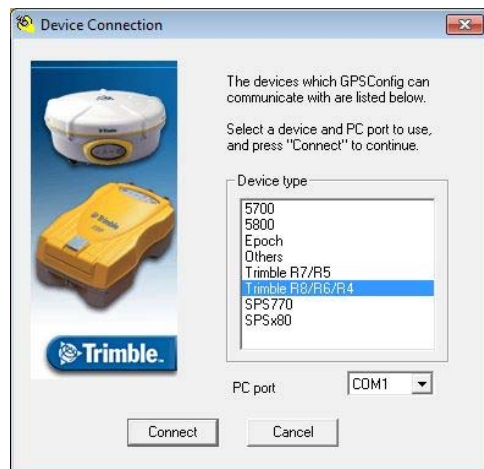 Device Connection
The devices which GPSConfig can
communicate with are listed below.
Select a device and PC port to use,
and press "Connect" to continue.
Device type
5700
5800
Epoch
Others
Trimble R7/R5
Trimble R8/R6/R4
SPS770
SPSx80
Trimble.
PC port
COM1
Connect
Cancel